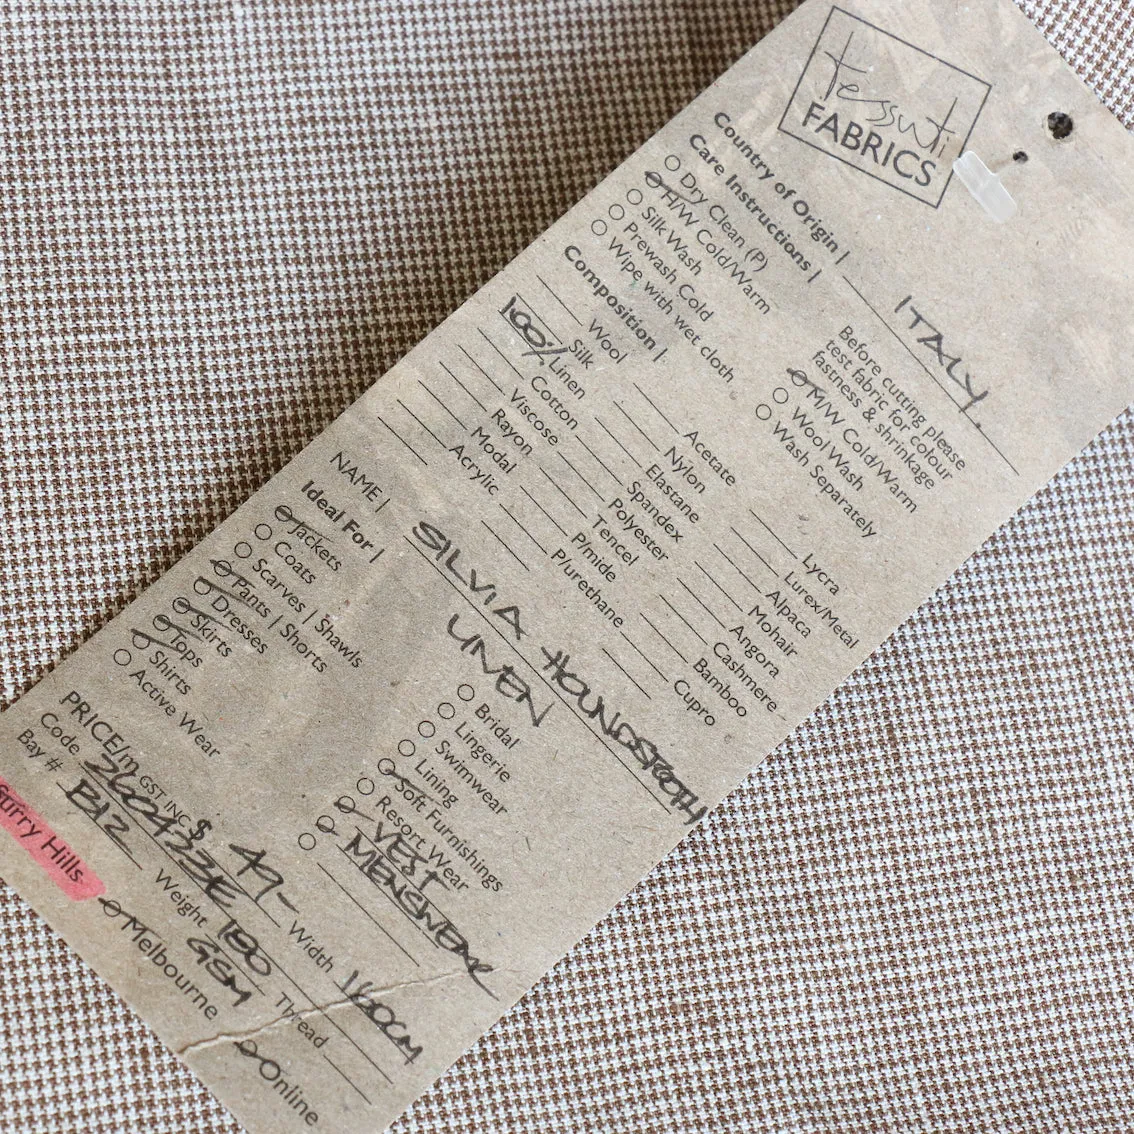 tessuti
FABRICS
Country of Origin | ITALY.
Care Instructions |
Dry Clean (P)
H/W Cold/Warm
Silk Wash
Prewash Cold
Wipe with wet cloth
Before cutting please
test fabric for colour
fastness & shrinkage
M/W Cold/Warm
Wool Wash
Wash Separately
Composition |
Wool
Silk
100% Linen
Cotton
Viscose
Rayon
Modal
Acrylic
Acetate
Nylon
Elastane
Spandex
Polyester
Tencel
P/mide
P/urethane
Lycra
Lurex/Metal
Alpaca
Mohair
Angora
Cashmere
Bamboo
Cupro
NAME | SILVIA HOUNDSTOOTH
LINEN
Ideal For |
Jackets
Coats
Scarves | Shawls
Pants | Shorts
Dresses
Skirts
Tops
Shirts
Active Wear
Bridal
Lingerie
Swimwear
Lining
Soft Furnishings
Resort Wear
VEST
MENSWEAR
PRICE/m GST INC $ 49- Width 160CM
Code Weight 180 GSM Thread
Bay # B12
Surry Hills
Melbourne
Online